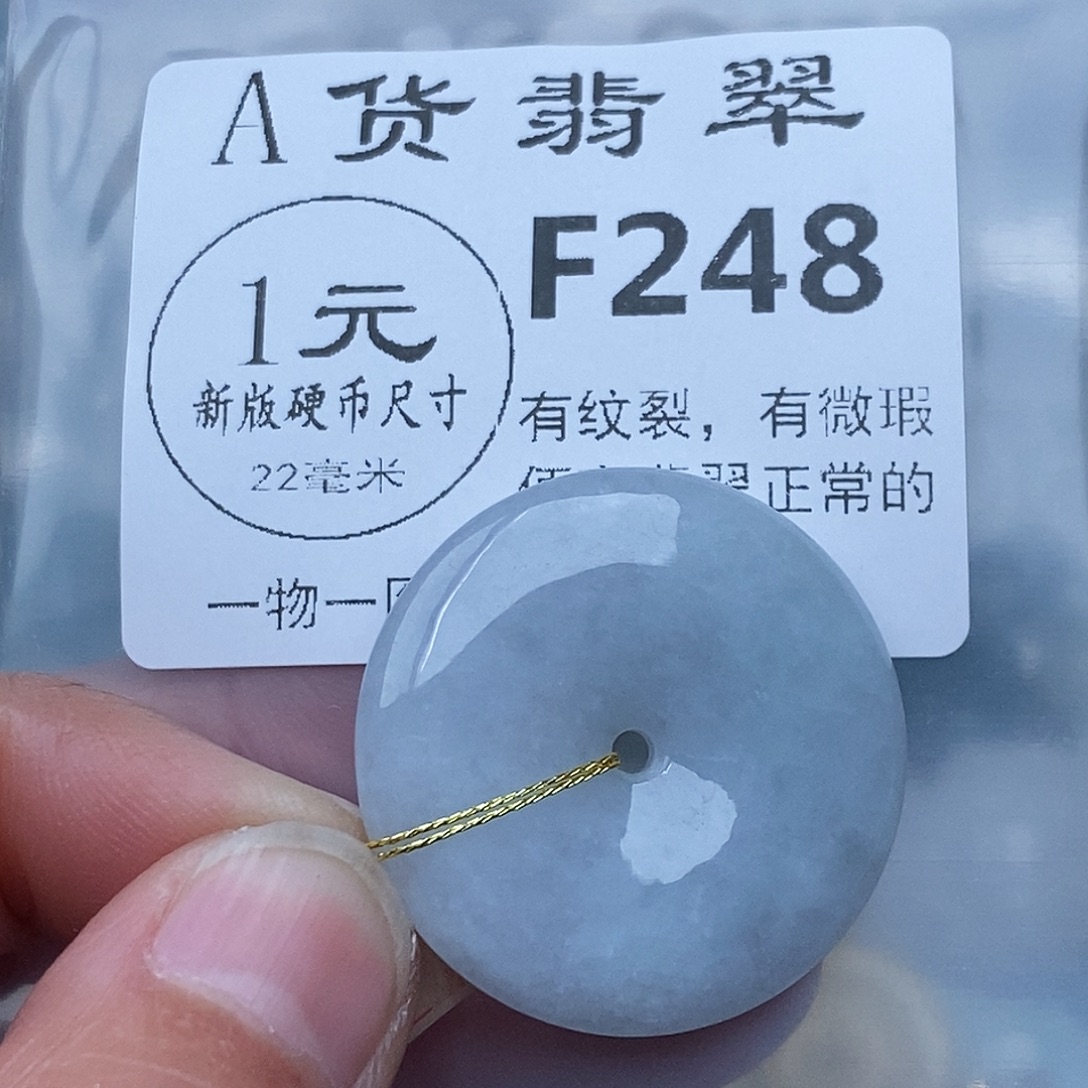 A货翡翠
F248
1元
新版硬币尺寸
22毫米
有纹裂，有微瑕
翠正常的
一物一